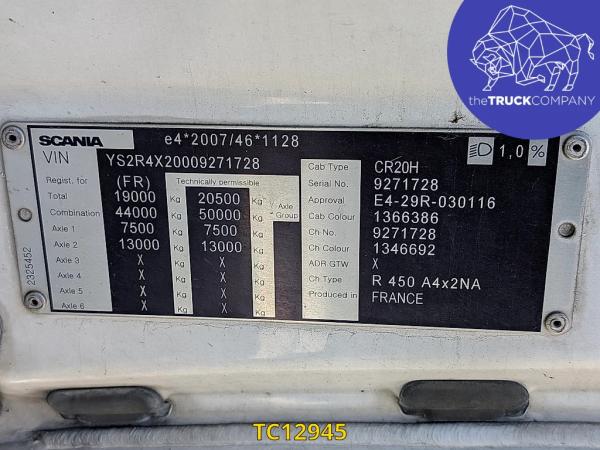 theTRUCKCOMPANY
SCANIA e4*2007/46*1128 1,0 %
VIN YS2R4X20009271728
Regist. for (FR) Technically permissible
Total 19000 Kg 20500 Kg
Combination 44000 Kg 50000 Kg Axle Group
Axle 1 7500 Kg 7500 Kg
Axle 2 13000 Kg 13000 Kg
Axle 3 X Kg X Kg
Axle 4 X Kg X Kg
Axle 5 X Kg X Kg
Axle 6 X Kg X Kg
Cab Type CR20H
Serial No. 9271728
Approval E4-29R-030116
Cab Colour 1366386
Ch No. 9271728
Ch Colour 1346692
ADR GTW X
Ch Type R 450 A4x2NA
Produced in FRANCE
2325452
TC12945